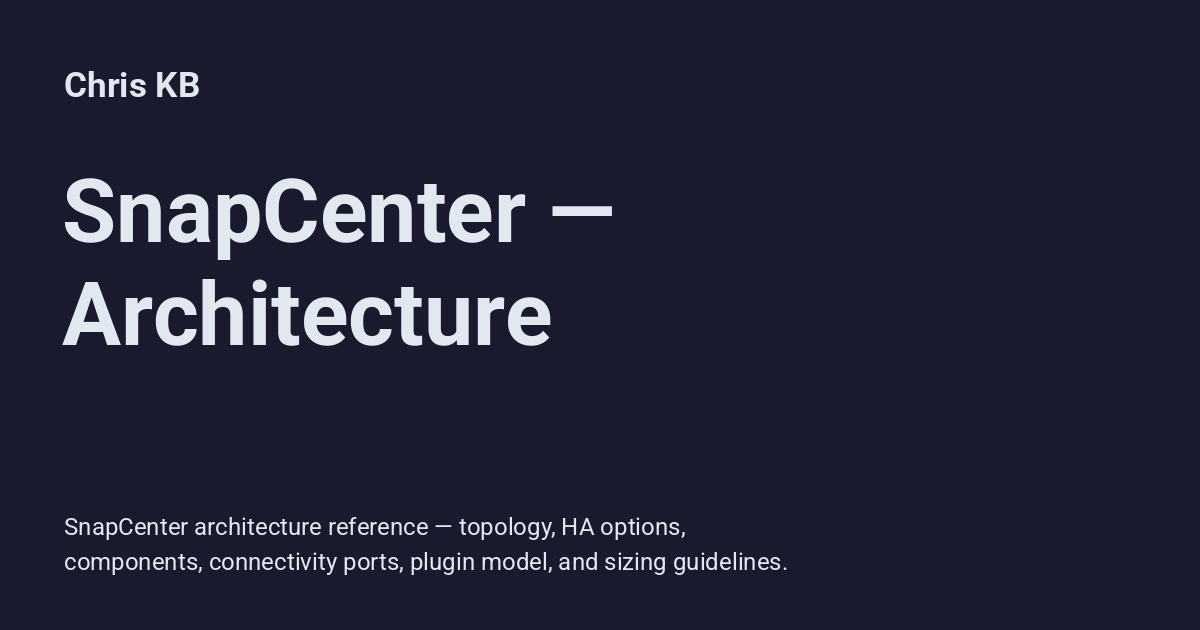 Chris KB
SnapCenter —
Architecture
SnapCenter architecture reference — topology, HA options,
components, connectivity ports, plugin model, and sizing guidelines.